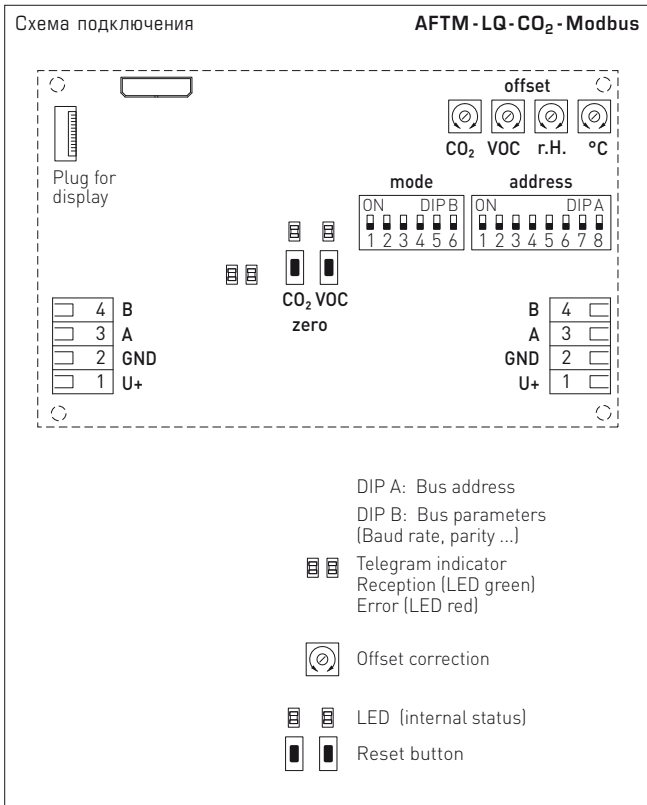 Схема подключения
AFTM-LQ-CO₂-Modbus
offset
CO₂ VOC r.H. °C
Plug for
display
mode
address
ON DIP B
1 2 3 4 5 6
ON DIP A
1 2 3 4 5 6 7 8
CO₂ VOC
zero
4 B
3 A
2 GND
1 U+
B 4
A 3
GND 2
U+ 1
DIP A: Bus address
DIP B: Bus parameters
(Baud rate, parity ...)
Telegram indicator
Reception (LED green)
Error (LED red)
Offset correction
LED (internal status)
Reset button